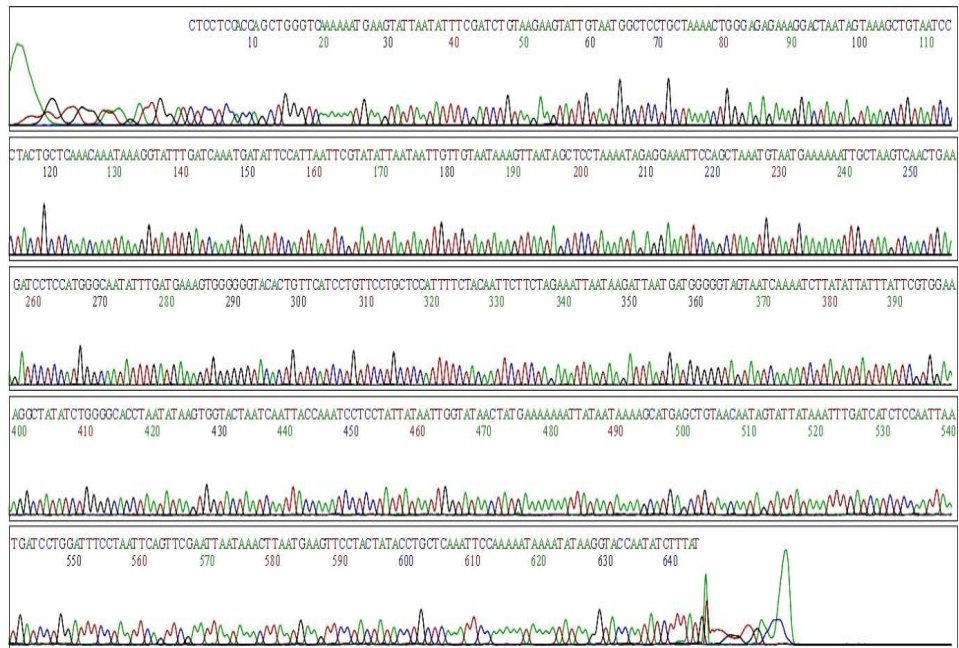 CTCCTCCACCAGCTGGGTCAAAAAATGAAGTATTAATATTTCGATCTGTAAGAAGTATTGTAATGGCTCCTGCTAAAACTGGGAGAGAAAGGACTAATAGTAAAGCTGTAATCC
10 20 30 40 50 60 70 80 90 100 110
CTACTGCTCAAACAAATAAAGGTATTTGATCAAATGATATTCCATTAATTCGTATATTAATAATTGTTGTAATAAAGTTAATAGCTCCTAAAATAGAGGAAATTCCAGCTAAATGTAATGAAAAAATTGCTAAGTCAACTGAA
120 130 140 150 160 170 180 190 200 210 220 230 240 250
GATCCTCCATGGGCAATATTTGATGAAAGTGGGGGGTACACTGTTCATCCTGTTCCTGCTCCATTTTCTACAATTCTTCTAGAAATTAATAAGATTAATGATGGGGGTAGTAATCAAAATCTTATATTATTTATTCGTGGAA
260 270 280 290 300 310 320 330 340 350 360 370 380 390
AGGCTATATCTGGGGCACCTAATATAAGTGGTACTAATCAATTACCAAATCCTCCTATTATAATTGGTATAACTATGAAAAAAATTATAATAAAAGCATGAGCTGTAACAATAGTATTATAAATTTGATCATCTCCAATTAA
400 410 420 430 440 450 460 470 480 490 500 510 520 530 540
TGATCCTGGATTTCCTAATTCAGTTCGAATTAATAAACTTAATGAAGTTCCTACTATACCTGCTCAAATTCCAAAAATAAAATATAAGGTACCAATATCTTTAT
550 560 570 580 590 600 610 620 630 640